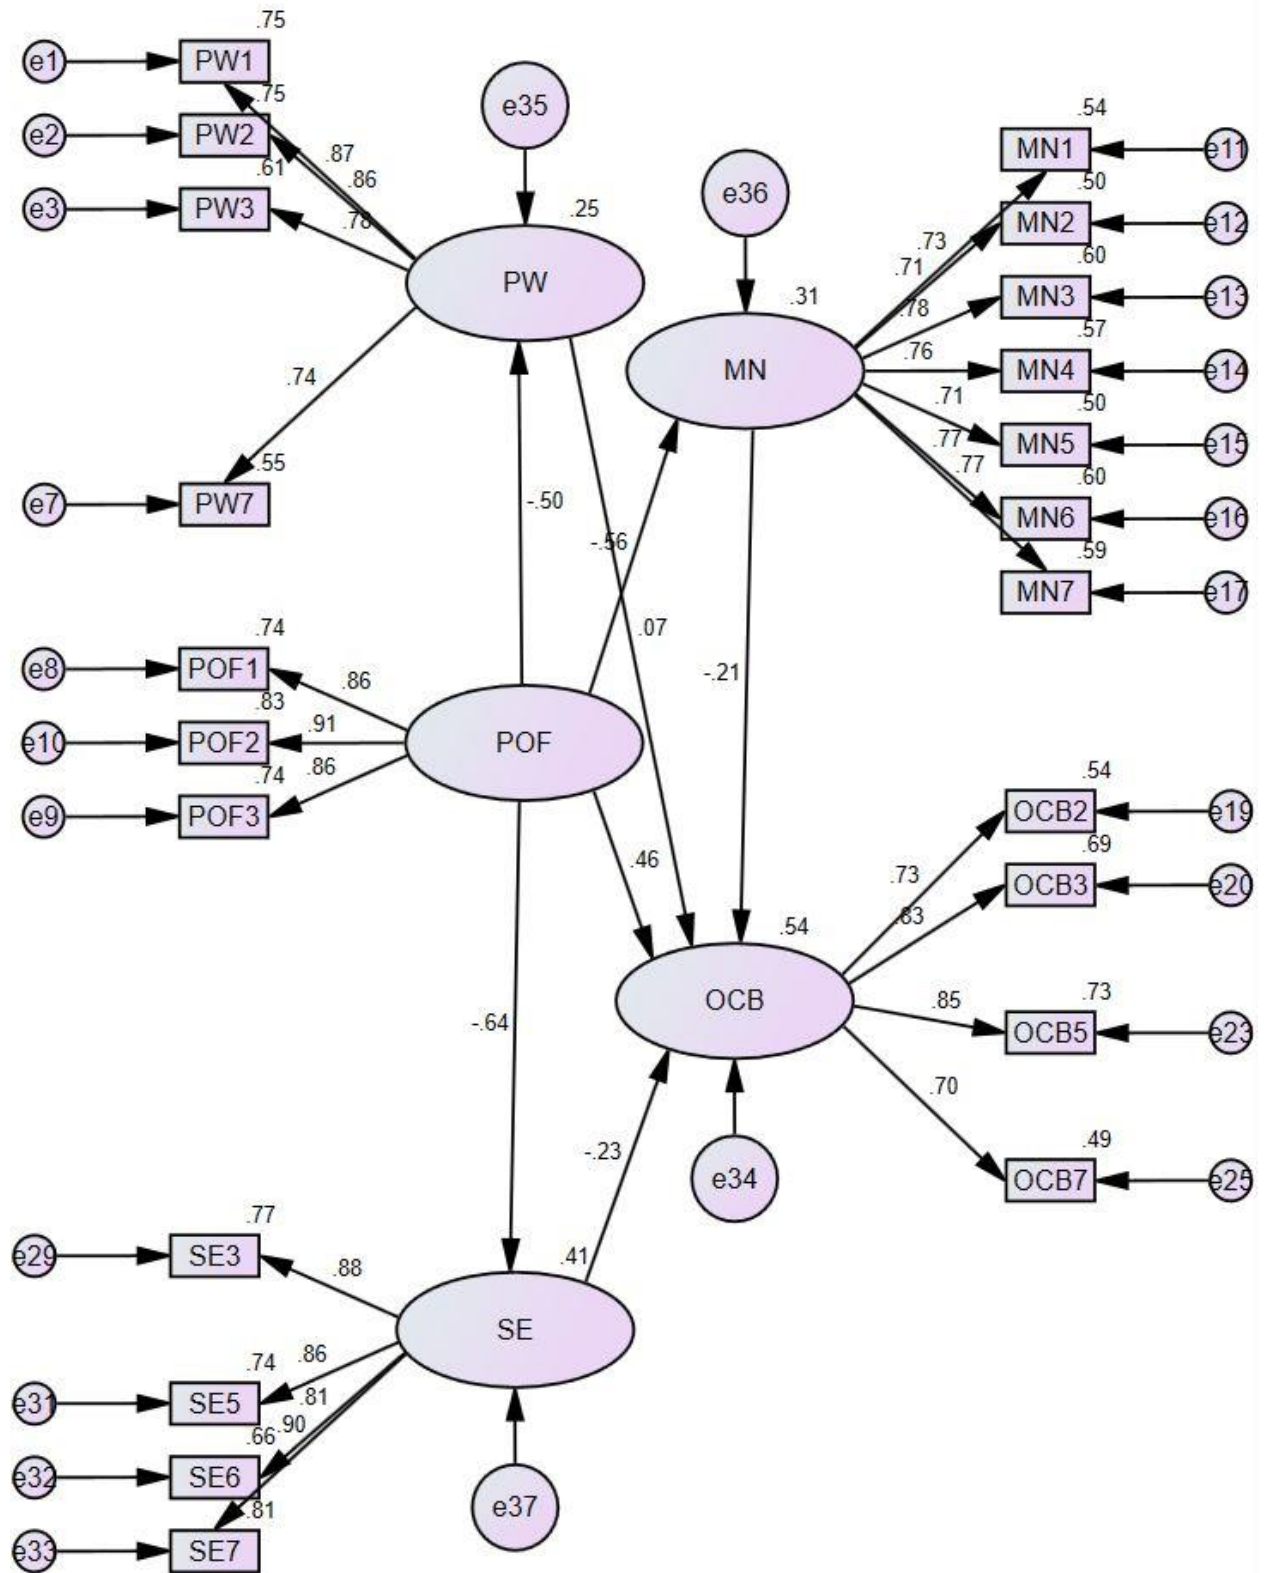 .75
e1
PW1
.75
e2
PW2
.61
e3
PW3
.87
.86
.78
e35
.25
PW
.74
.55
e7
PW7
e36
.31
MN
.54
MN1
e11
.50
MN2
e12
.60
MN3
e13
.57
MN4
e14
.50
MN5
e15
.60
MN6
e16
.59
MN7
e17
.73
.71
.78
.76
.71
.77
.77
-.50
-.56
.07
-.21
.74
e8
POF1
.86
.83
e10
POF2
.91
.74
e9
POF3
.86
POF
.46
-.64
.54
OCB
.54
OCB2
e19
.69
OCB3
e20
.73
OCB5
e23
.49
OCB7
e25
.73
.83
.85
.70
-.23
e34
.77
e29
SE3
.88
.41
SE
.74
.86
e31
SE5
.81
.66
.90
e32
SE6
.81
e33
SE7
e37